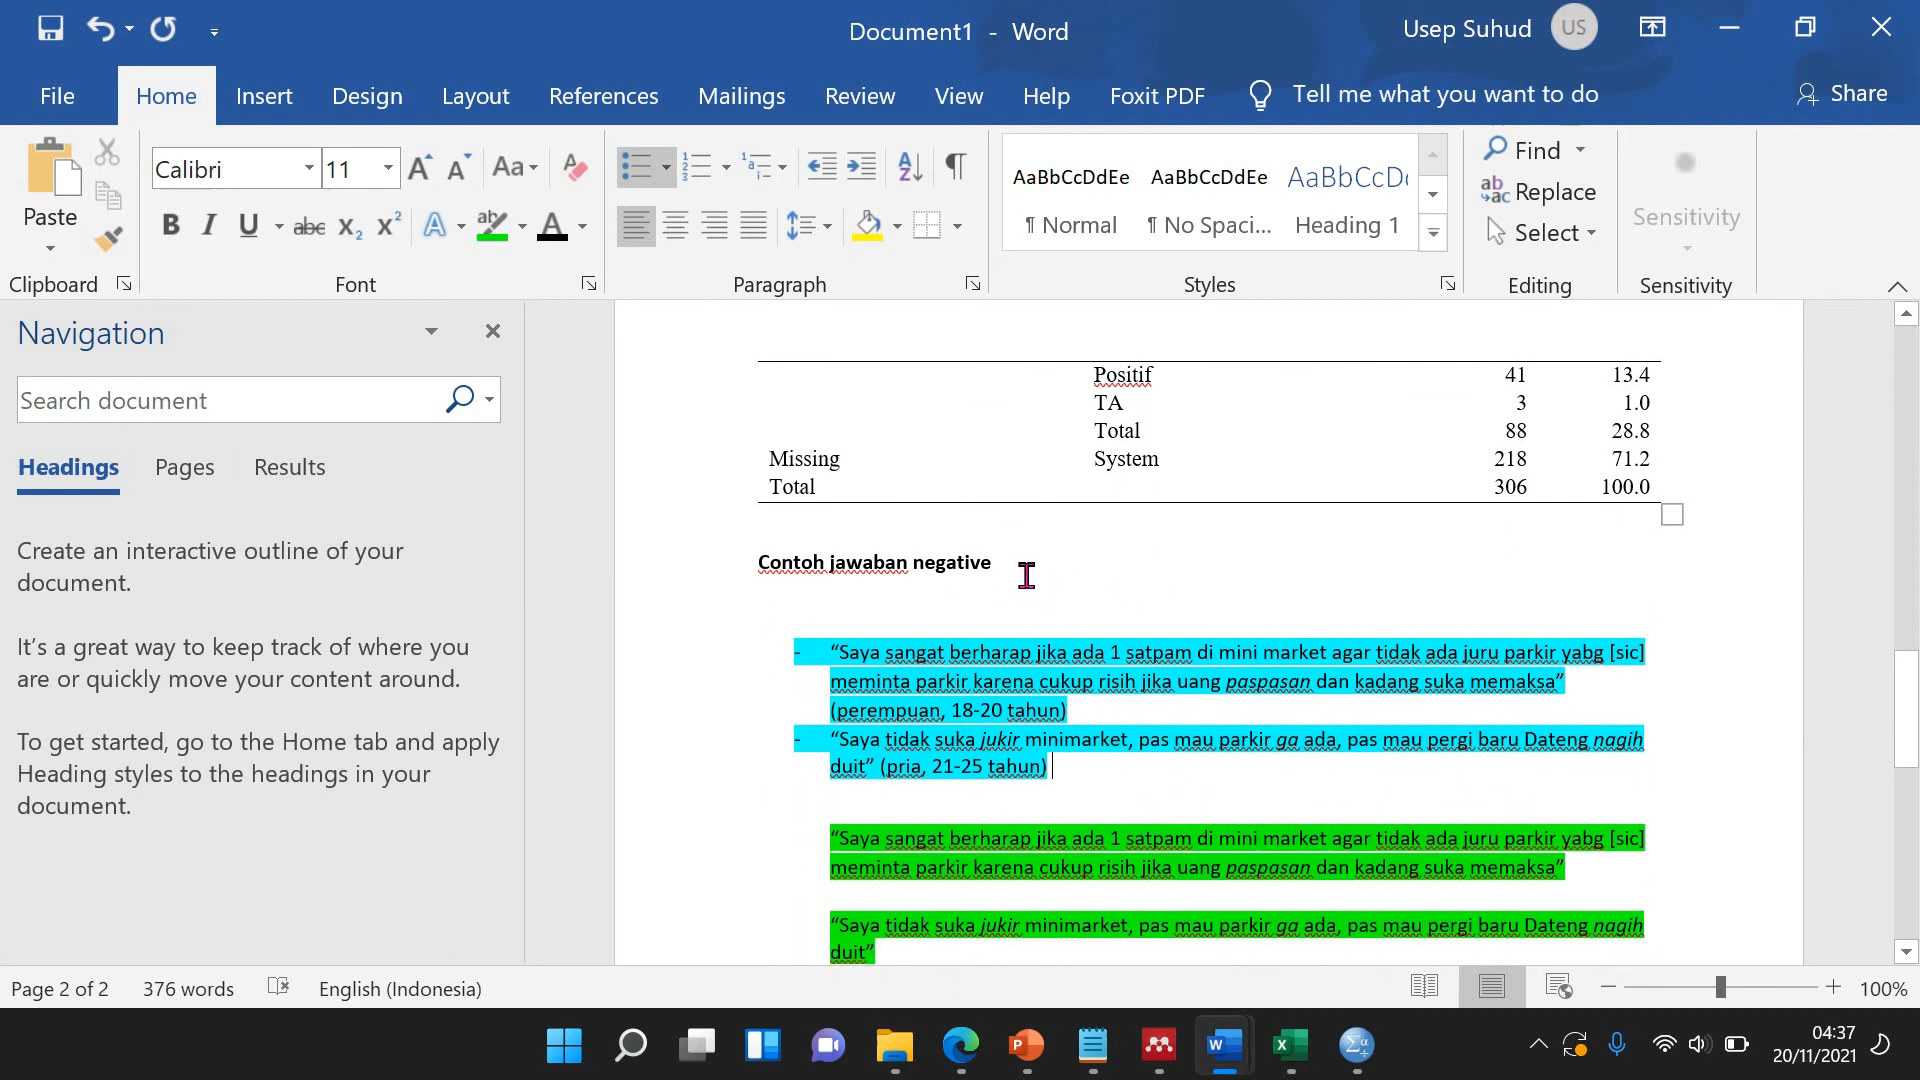 Document1 - Word
Usep Suhud
US
File
Home
Insert
Design
Layout
References
Mailings
Review
View
Help
Foxit PDF
Tell me what you want to do
Share
Paste
Clipboard
Calibri
11
Aa
Font
Paragraph
AaBbCcDdEe
AaBbCcDdEe
AaBbCcDc
¶ Normal
¶ No Spaci...
Heading 1
Styles
Find
Replace
Select
Editing
Sensitivity
Sensitivity
Navigation
Search document
Headings
Pages
Results
Create an interactive outline of your
document.
It's a great way to keep track of where you
are or quickly move your content around.
To get started, go to the Home tab and apply
Heading styles to the headings in your
document.
Positif 41 13.4
TA 3 1.0
Total 88 28.8
Missing System 218 71.2
Total 306 100.0
Contoh jawaban negative
- “Saya sangat berharap jika ada 1 satpam di mini market agar tidak ada juru parkir yabg [sic]
meminta parkir karena cukup risih jika uang paspasan dan kadang suka memaksa”
(perempuan, 18-20 tahun)
- “Saya tidak suka jukir minimarket, pas mau parkir ga ada, pas mau pergi baru Dateng nagih
duit” (pria, 21-25 tahun)
“Saya sangat berharap jika ada 1 satpam di mini market agar tidak ada juru parkir yabg [sic]
meminta parkir karena cukup risih jika uang paspasan dan kadang suka memaksa”
“Saya tidak suka jukir minimarket, pas mau parkir ga ada, pas mau pergi baru Dateng nagih
duit”
Page 2 of 2
376 words
English (Indonesia)
100%
04:37
20/11/2021